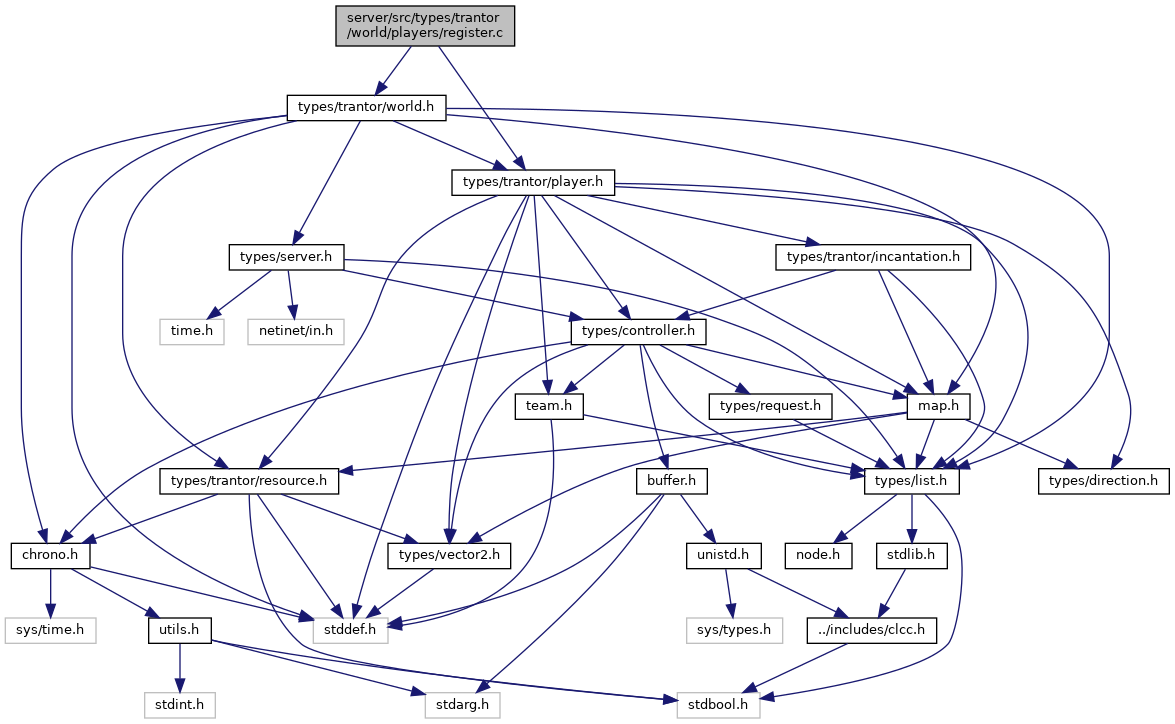 server/src/types/trantor
/world/players/register.c
types/trantor/world.h
types/trantor/player.h
types/server.h
types/trantor/incantation.h
time.h
netinet/in.h
types/controller.h
team.h
types/request.h
map.h
types/trantor/resource.h
buffer.h
types/list.h
types/direction.h
chrono.h
types/vector2.h
unistd.h
node.h
stdlib.h
sys/time.h
utils.h
stddef.h
sys/types.h
../includes/clcc.h
stdint.h
stdarg.h
stdbool.h